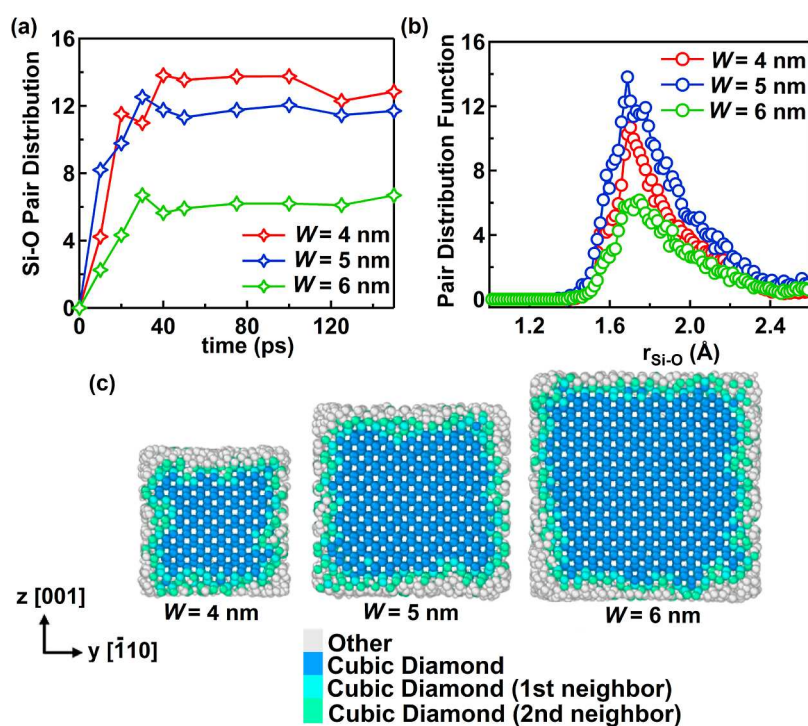 (a)
Si-O Pair Distribution
16
12
8
4
0
0 40 80 120
time (ps)
W = 4 nm
W = 5 nm
W = 6 nm
(b)
Pair Distribution Function
16
12
8
4
0
1.2 1.6 2.0 2.4
rSi-O (Å)
W = 4 nm
W = 5 nm
W = 6 nm
(c)
W = 4 nm
W = 5 nm
W = 6 nm
z [001]
y [1̄10]
Other
Cubic Diamond
Cubic Diamond (1st neighbor)
Cubic Diamond (2nd neighbor)